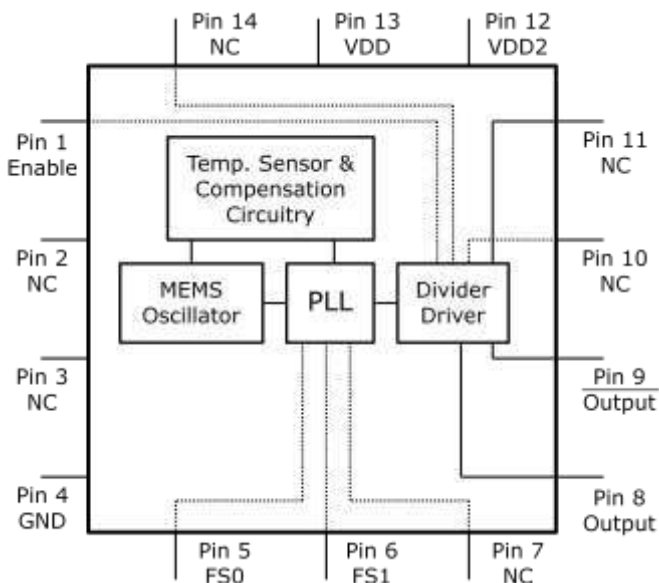 Pin 14
NC
Pin 13
VDD
Pin 12
VDD2
Pin 1
Enable
Pin 11
NC
Temp. Sensor &
Compensation
Circuitry
Pin 2
NC
Pin 10
NC
MEMS
Oscillator
PLL
Divider
Driver
Pin 3
NC
Pin 9
Output
Pin 4
GND
Pin 8
Output
Pin 5
FS0
Pin 6
FS1
Pin 7
NC